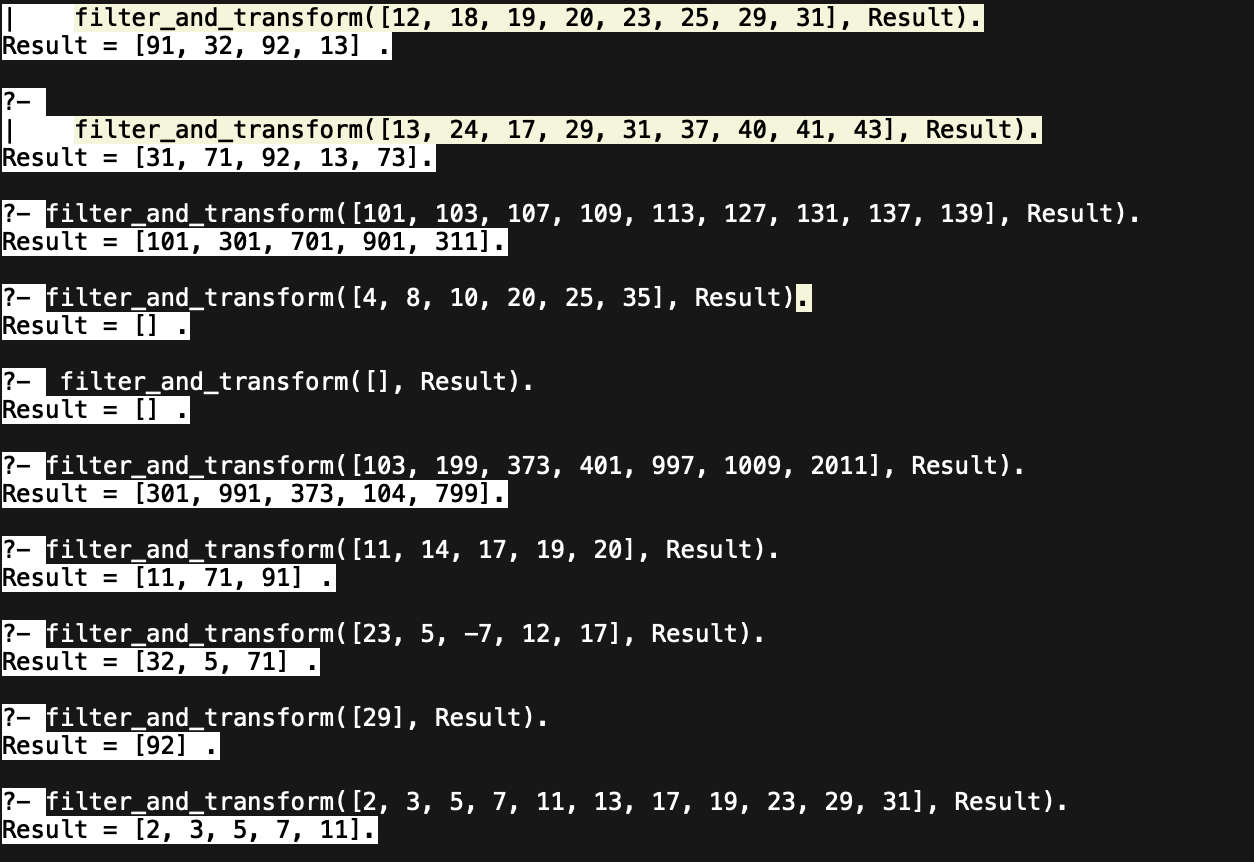 |    filter_and_transform([12, 18, 19, 20, 23, 25, 29, 31], Result).
Result = [91, 32, 92, 13] .
?-
|    filter_and_transform([13, 24, 17, 29, 31, 37, 40, 41, 43], Result).
Result = [31, 71, 92, 13, 73].
?- filter_and_transform([101, 103, 107, 109, 113, 127, 131, 137, 139], Result).
Result = [101, 301, 701, 901, 311].
?- filter_and_transform([4, 8, 10, 20, 25, 35], Result).
Result = [] .
?-  filter_and_transform([], Result).
Result = [] .
?- filter_and_transform([103, 199, 373, 401, 997, 1009, 2011], Result).
Result = [301, 991, 373, 104, 799].
?- filter_and_transform([11, 14, 17, 19, 20], Result).
Result = [11, 71, 91] .
?- filter_and_transform([23, 5, -7, 12, 17], Result).
Result = [32, 5, 71] .
?- filter_and_transform([29], Result).
Result = [92] .
?- filter_and_transform([2, 3, 5, 7, 11, 13, 17, 19, 23, 29, 31], Result).
Result = [2, 3, 5, 7, 11].